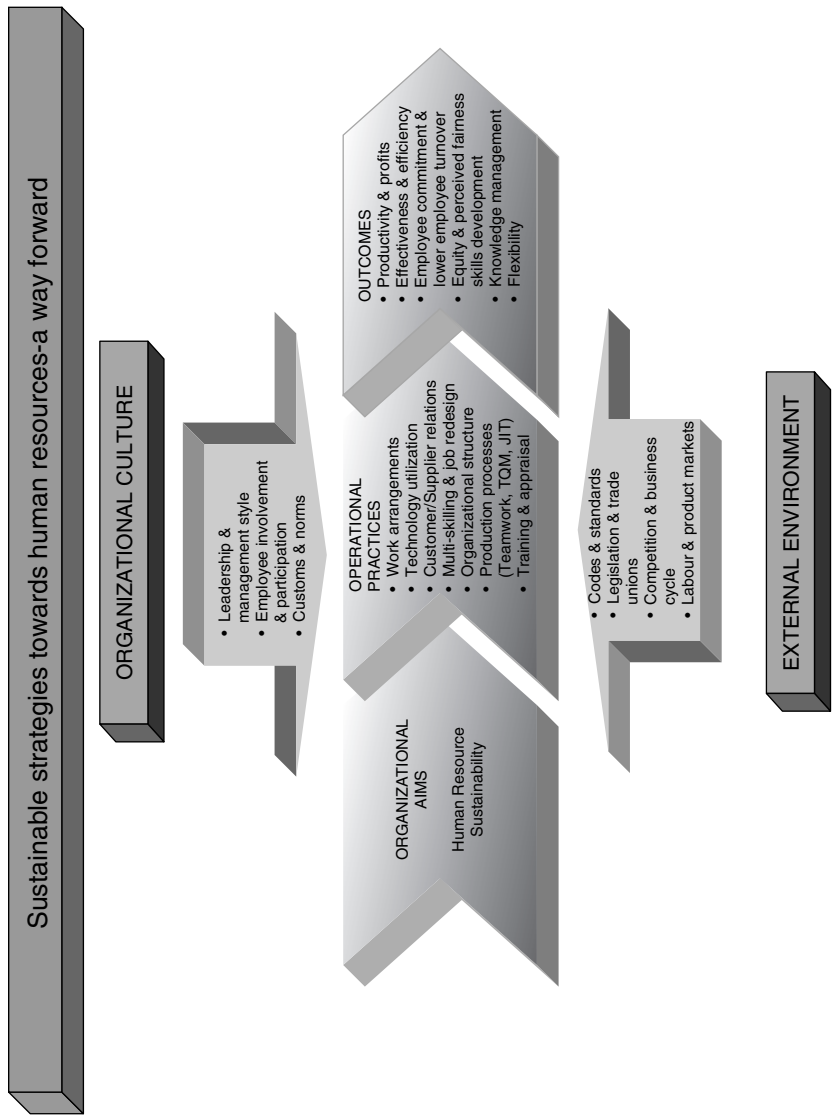 Sustainable strategies towards human resources-a way forward
ORGANIZATIONAL CULTURE
• Leadership &
management style
• Employee involvement
& participation
• Customs & norms
ORGANIZATIONAL
AIMS
Human Resource
Sustainability
OPERATIONAL
PRACTICES
• Work arrangements
• Technology utilization
• Customer/Supplier relations
• Multi-skilling & job redesign
• Organizational structure
• Production processes
(Teamwork, TQM, JIT)
• Training & appraisal
OUTCOMES
• Productivity & profits
• Effectiveness & efficiency
• Employee commitment &
lower employee turnover
• Equity & perceived fairness
skills development
• Knowledge management
• Flexibility
• Codes & standards
• Legislation & trade
unions
• Competition & business
cycle
• Labour & product markets
EXTERNAL ENVIRONMENT